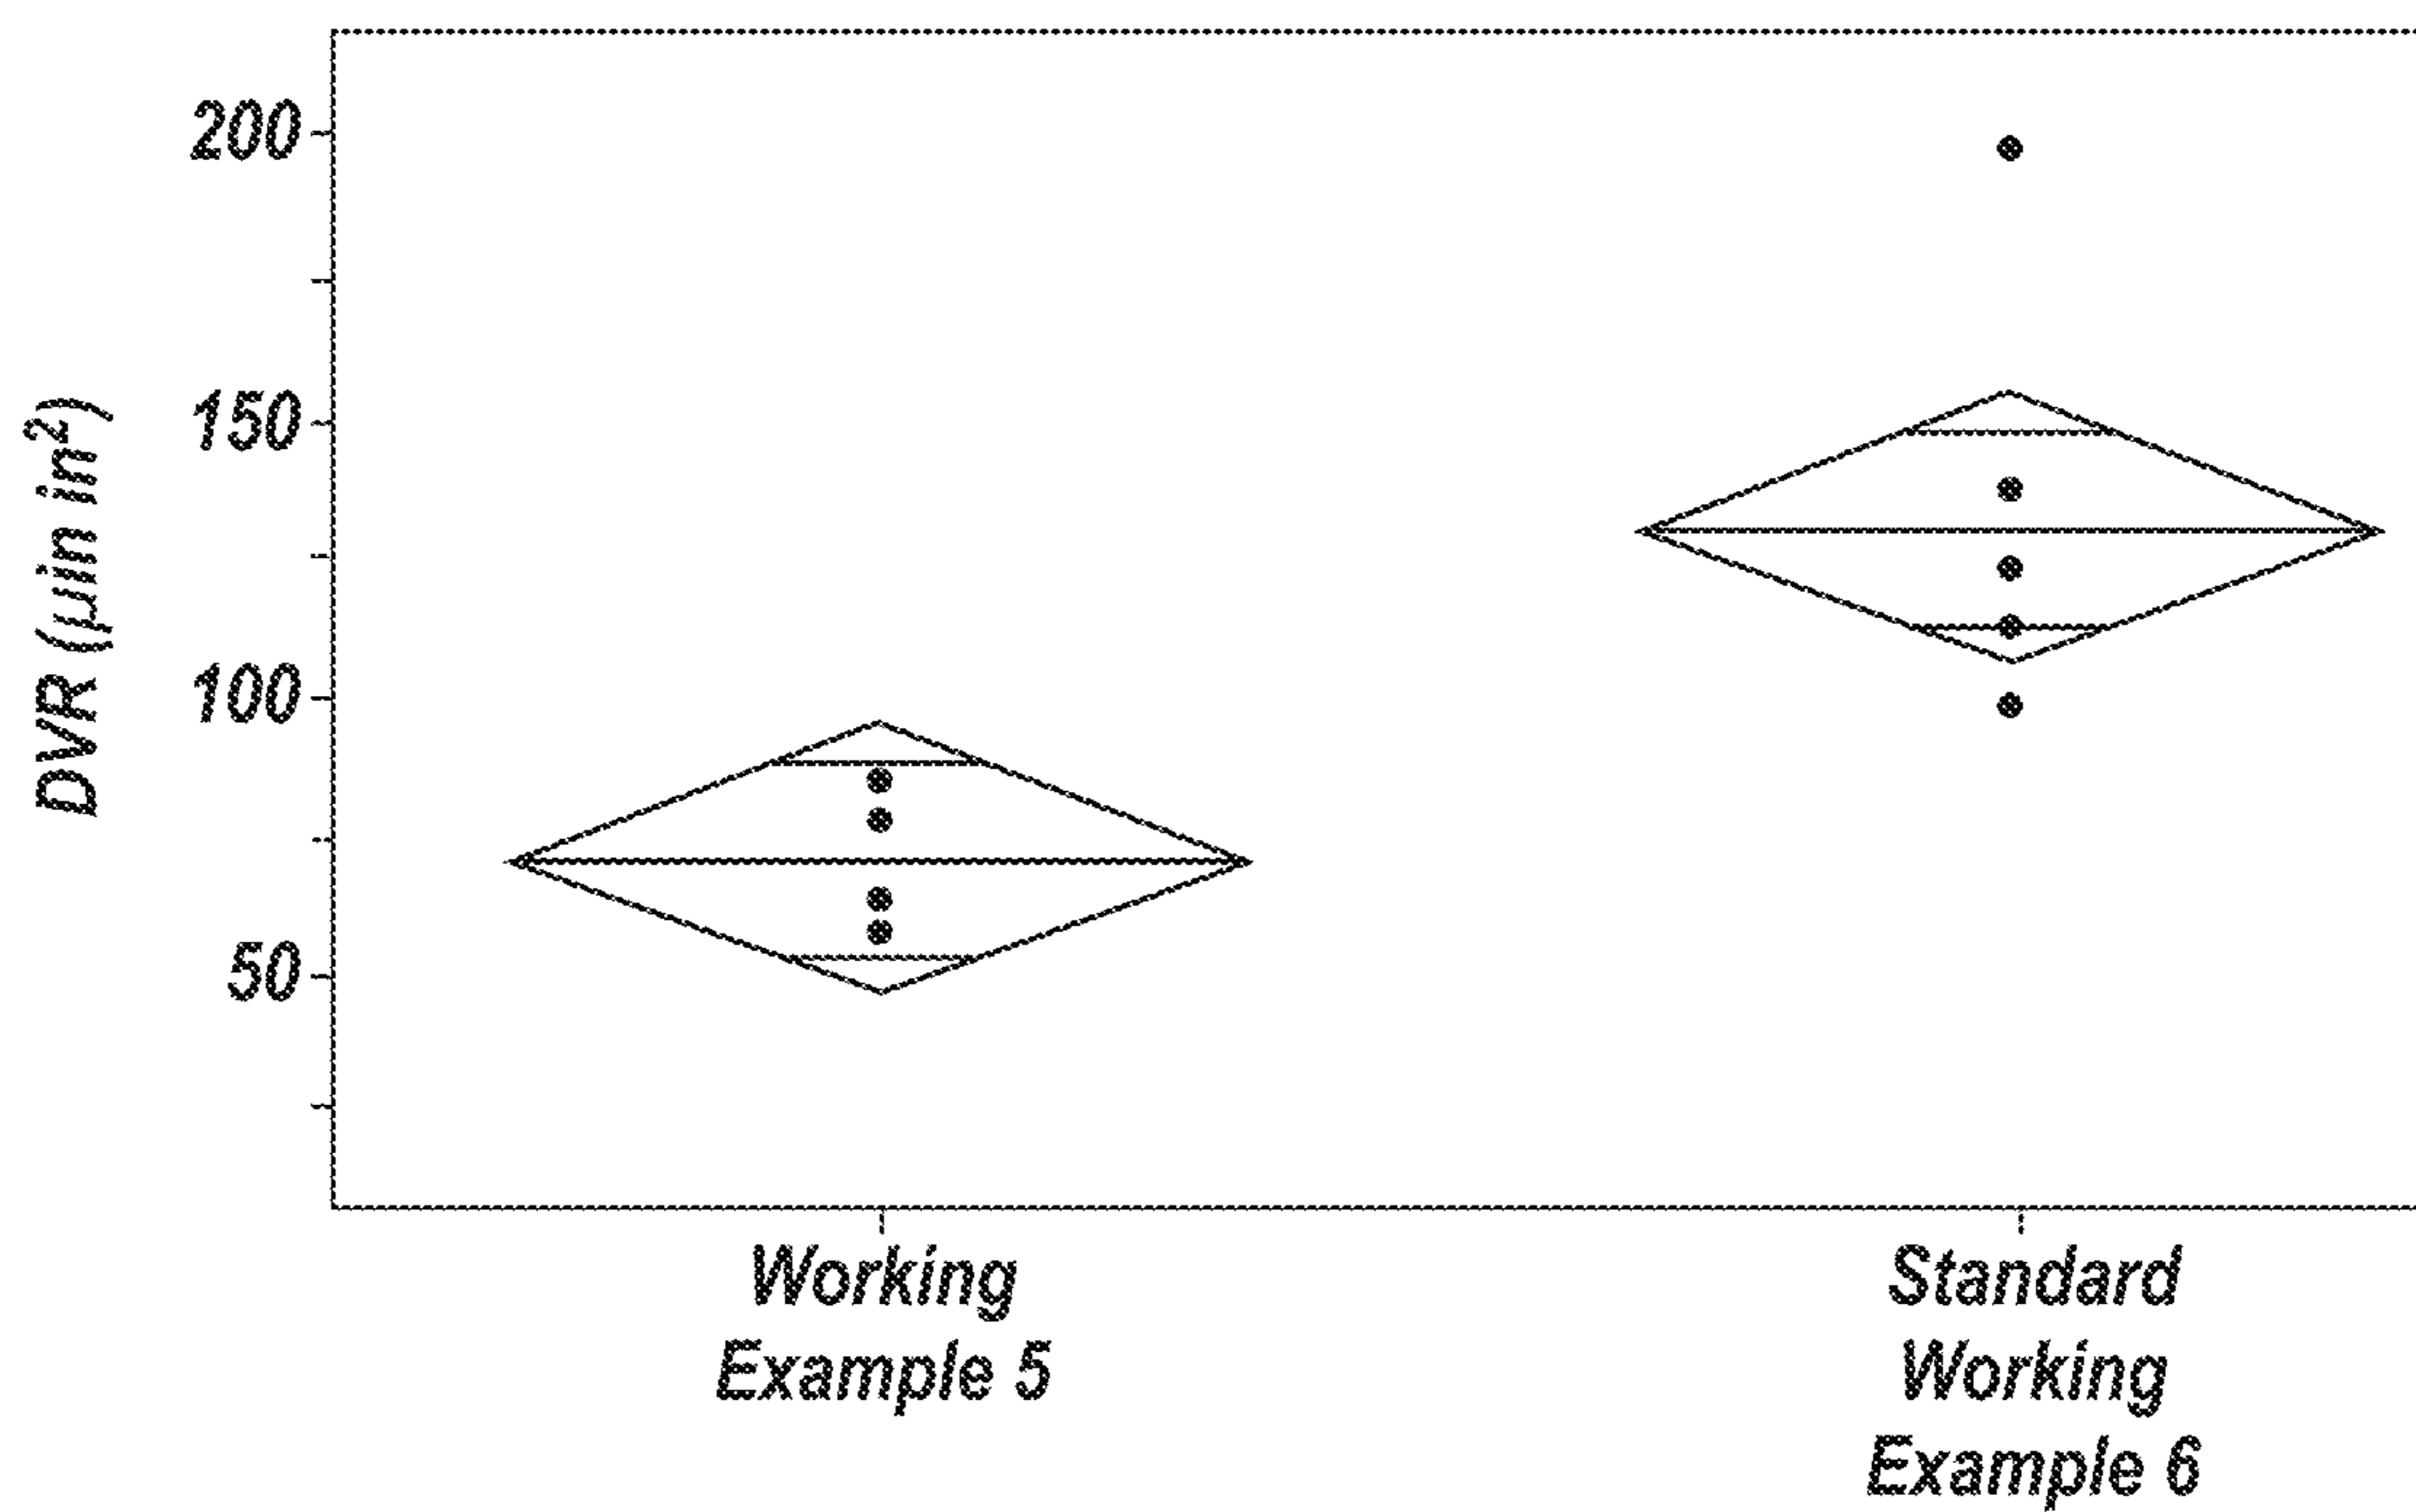 200
150
100
50
DVR (μin in²)
Working
Example 5
Standard
Working
Example 6